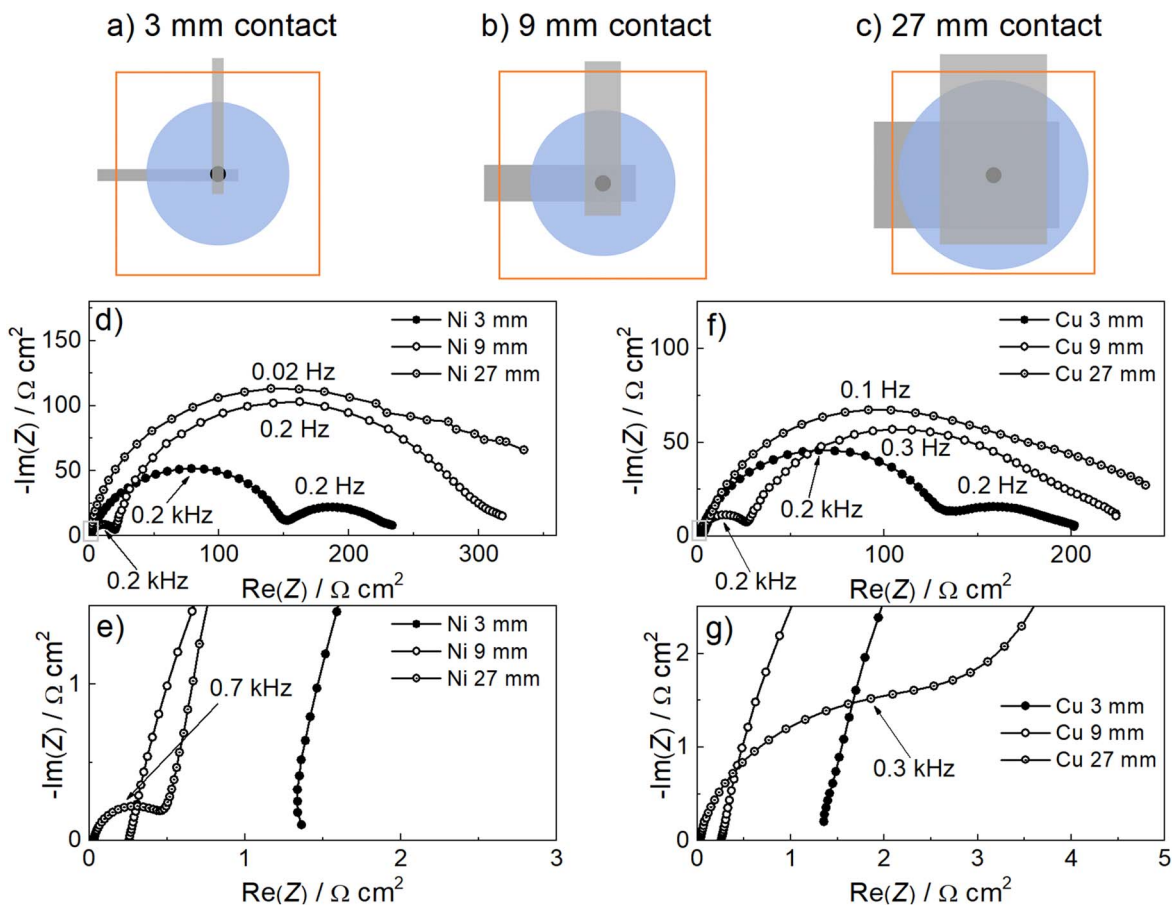 a) 3 mm contact
b) 9 mm contact
c) 27 mm contact
d)
Ni 3 mm
Ni 9 mm
Ni 27 mm
150
100
50
0
-Im(Z) / Ω cm²
0.02 Hz
0.2 Hz
0.2 Hz
0.2 kHz
0.2 kHz
0
100
200
300
Re(Z) / Ω cm²
f)
Cu 3 mm
Cu 9 mm
Cu 27 mm
100
50
0
-Im(Z) / Ω cm²
0.1 Hz
0.3 Hz
0.2 Hz
0.2 kHz
0.2 kHz
0
100
200
Re(Z) / Ω cm²
e)
Ni 3 mm
Ni 9 mm
Ni 27 mm
1
0
-Im(Z) / Ω cm²
0.7 kHz
0
1
2
3
Re(Z) / Ω cm²
g)
Cu 3 mm
Cu 9 mm
Cu 27 mm
2
1
0
-Im(Z) / Ω cm²
0.3 kHz
0
1
2
3
4
5
Re(Z) / Ω cm²